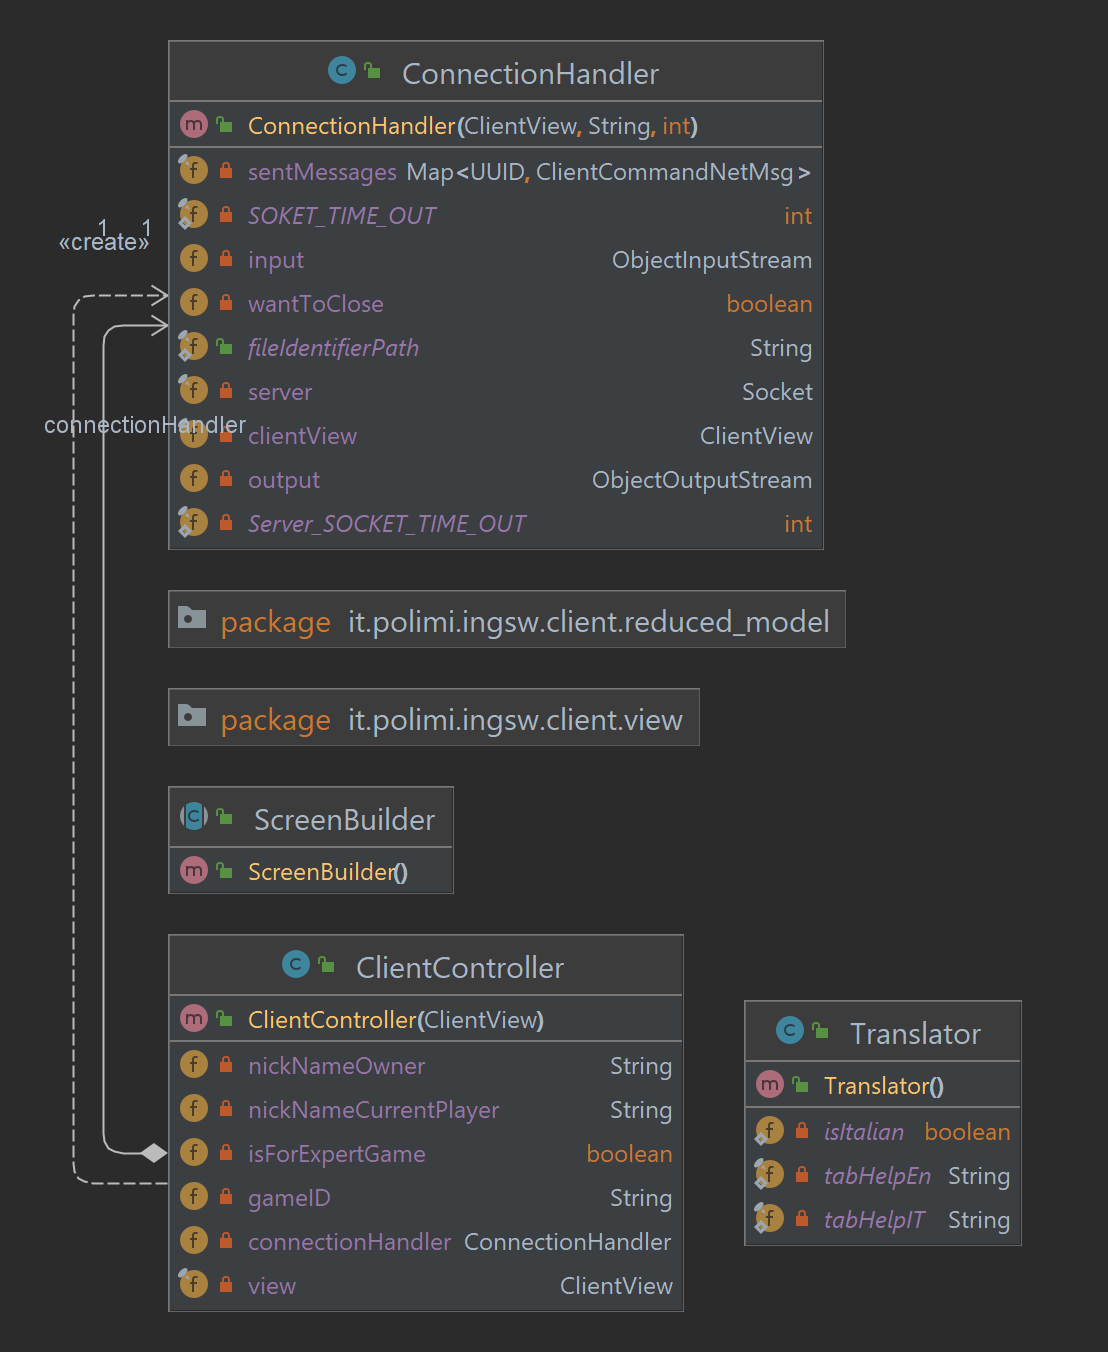 ConnectionHandler
ConnectionHandler(ClientView, String, int)
sentMessages Map<UUID, ClientCommandNetMsg>
SOKET_TIME_OUT int
1 1
«create»
input ObjectInputStream
wantToClose boolean
fileIdentifierPath String
server Socket
connectionHandler
clientView ClientView
output ObjectOutputStream
Server_SOCKET_TIME_OUT int
package it.polimi.ingsw.client.reduced_model
package it.polimi.ingsw.client.view
ScreenBuilder
ScreenBuilder()
ClientController
ClientController(ClientView)
nickNameOwner String
nickNameCurrentPlayer String
isForExpertGame boolean
gameID String
connectionHandler ConnectionHandler
view ClientView
Translator
Translator()
isItalian boolean
tabHelpEn String
tabHelpIT String